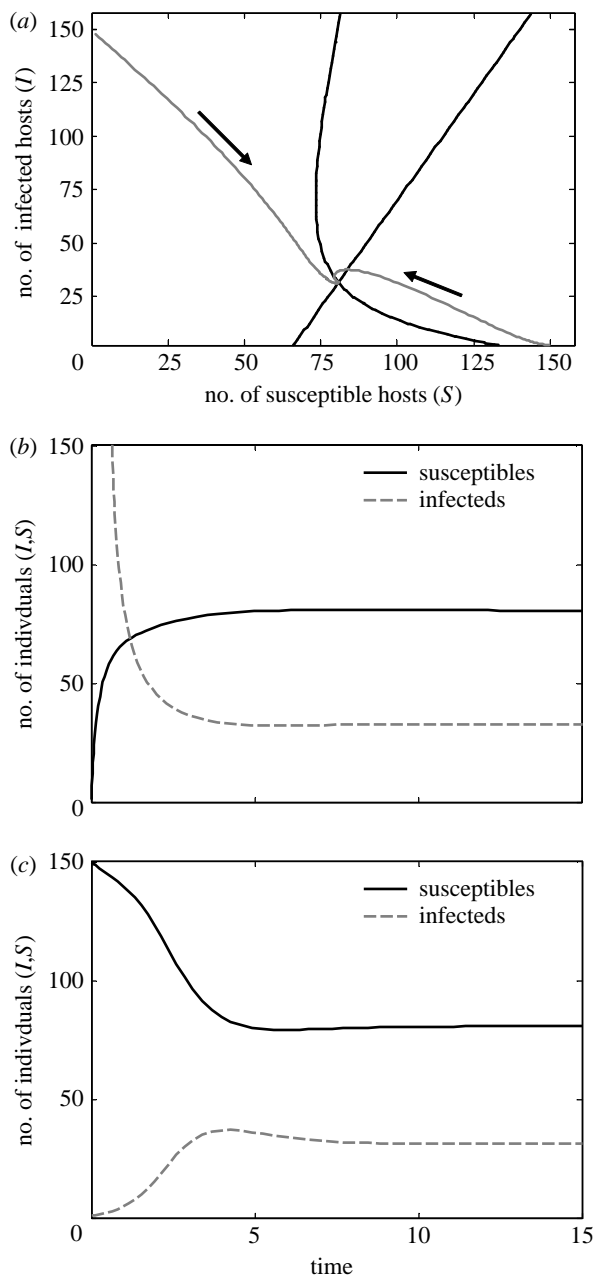 (a)
150
125
100
75
50
25
0
no. of infected hosts (I)
25 50 75 100 125 150
no. of susceptible hosts (S)
(b)
150
100
50
0
no. of indivduals (I,S)
susceptibles
infecteds
(c)
150
100
50
0
no. of indivduals (I,S)
susceptibles
infecteds
5 10 15
time